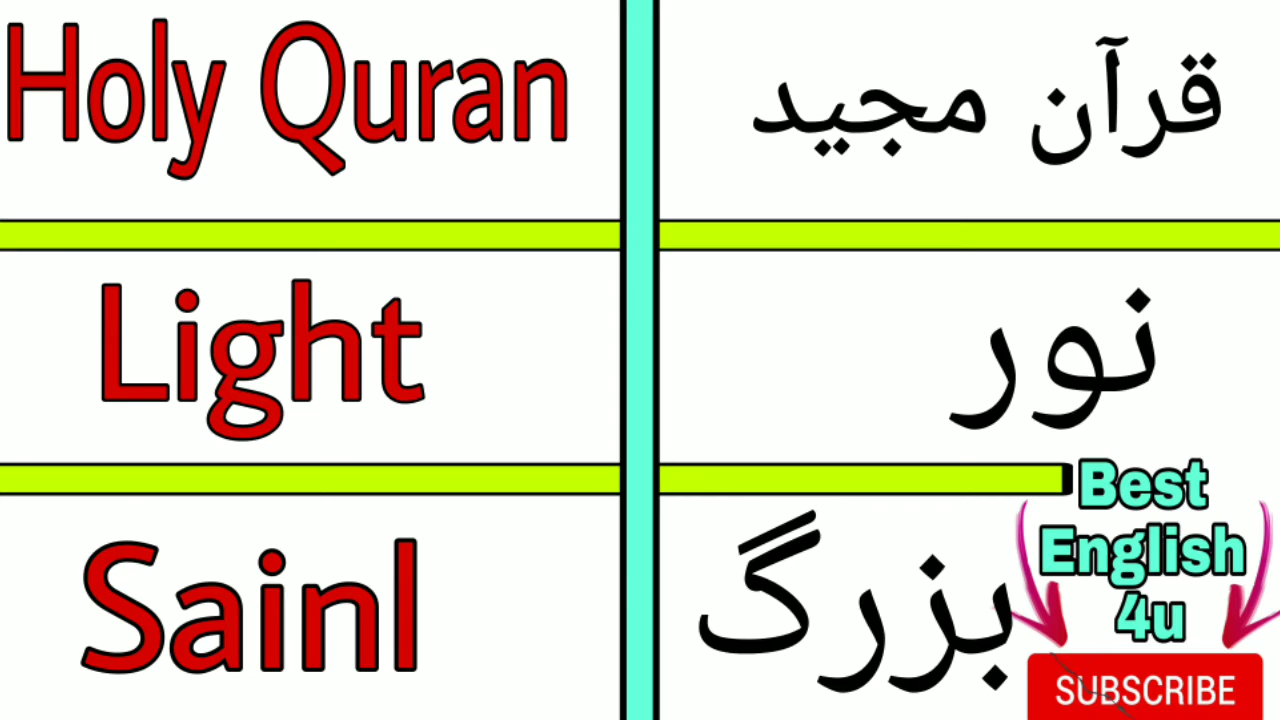 Holy Quran
قرآن مجید
Light
نور
Sainl
بزرگ
Best
English
4u
SUBSCRIBE